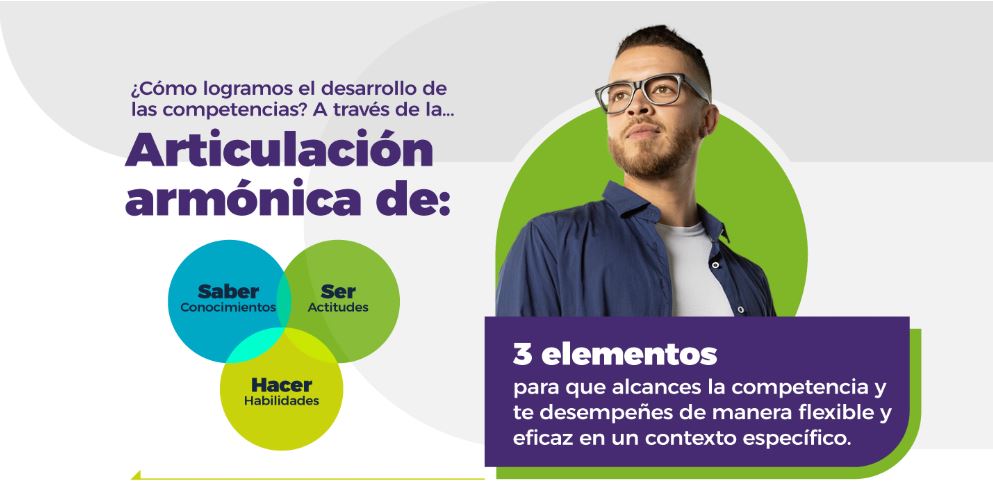 ¿Cómo logramos el desarrollo de
las competencias? A través de la...
Articulación
armónica de:
Saber
Conocimientos
Ser
Actitudes
Hacer
Habilidades
3 elementos
para que alcances la competencia y
te desempeñes de manera flexible y
eficaz en un contexto específico.